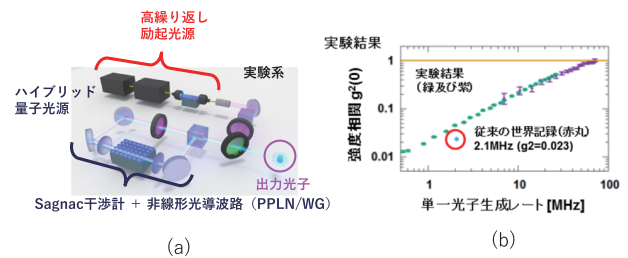 高繰り返し
励起光源
実験系
ハイブリッド
量子光源
出力光子
Sagnac干渉計 + 非線形光導波路（PPLN/WG）
(a)
実験結果
強度相関 g²(0)
1
0.1
0.01
実験結果
（緑及び紫）
従来の世界記録（赤丸）
2.1MHz (g2=0.023)
1
10
100
単一光子生成レート[MHz]
(b)